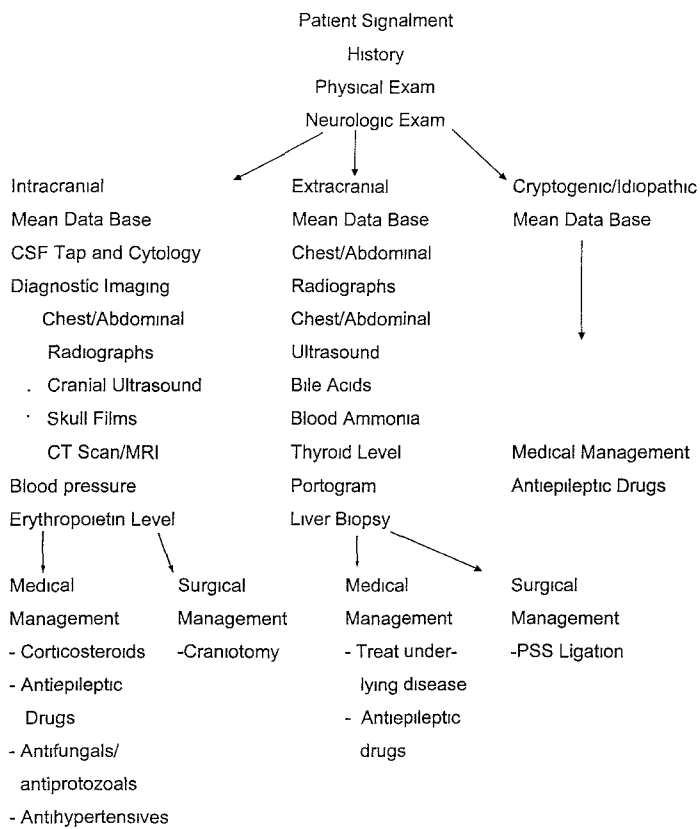 Patient Signalment
History
Physical Exam
Neurologic Exam
Intracranial
Mean Data Base
CSF Tap and Cytology
Diagnostic Imaging
Chest/Abdominal
Radiographs
Cranial Ultrasound
Skull Films
CT Scan/MRI
Blood pressure
Erythropoietin Level
Extracranial
Mean Data Base
Chest/Abdominal
Radiographs
Chest/Abdominal
Ultrasound
Bile Acids
Blood Ammonia
Thyroid Level
Portogram
Liver Biopsy
Cryptogenic/Idiopathic
Mean Data Base
Medical Management
Antiepileptic Drugs
Medical
Management
- Corticosteroids
- Antiepileptic
Drugs
- Antifungals/
antiprotozoals
- Antihypertensives
Surgical
Management
-Craniotomy
Medical
Management
- Treat under-
lying disease
- Antiepileptic
drugs
Surgical
Management
-PSS Ligation